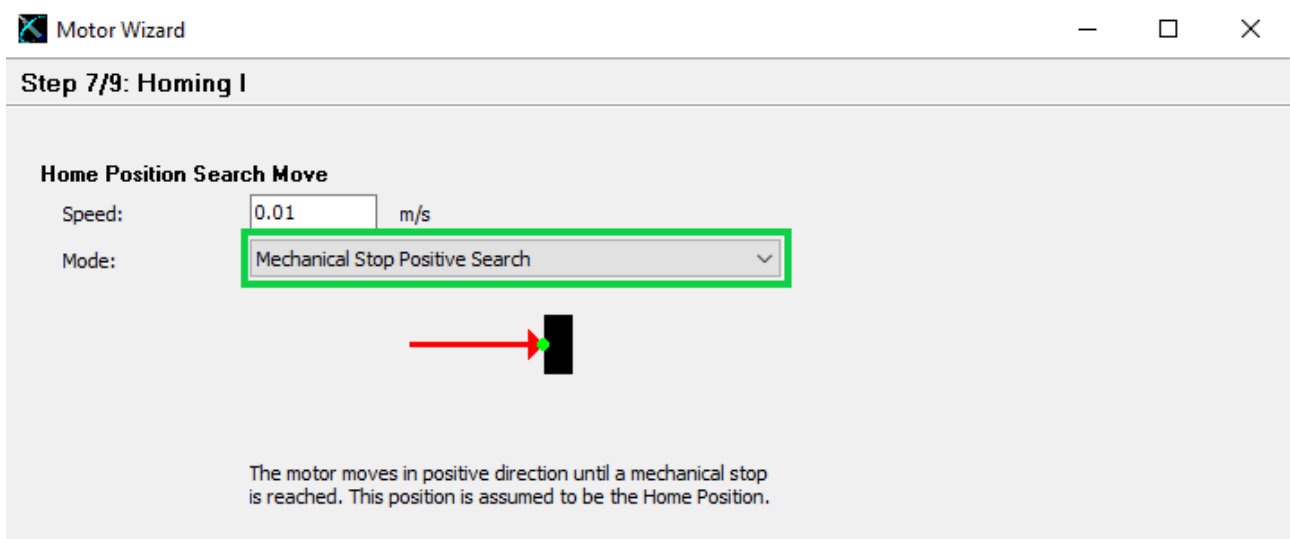 Motor Wizard
Step 7/9: Homing I
Home Position Search Move
Speed: 0.01 m/s
Mode: Mechanical Stop Positive Search
The motor moves in positive direction until a mechanical stop
is reached. This position is assumed to be the Home Position.